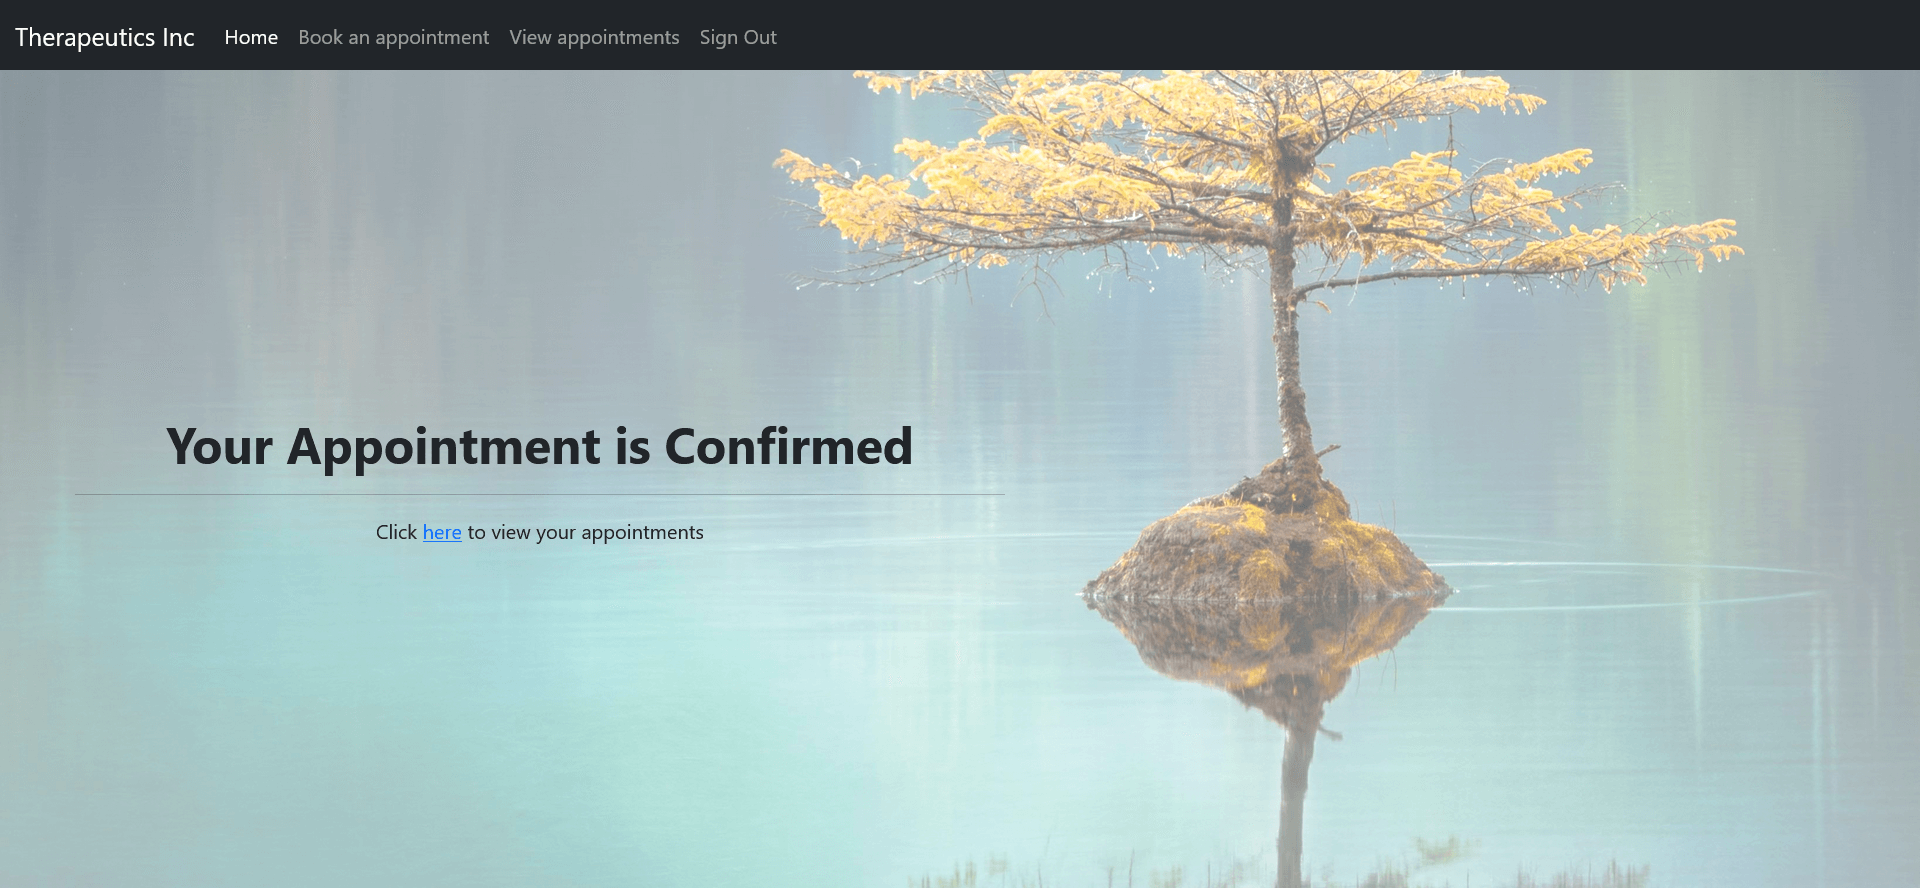 Therapeutics Inc Home Book an appointment View appointments Sign Out
Your Appointment is Confirmed
Click here to view your appointments